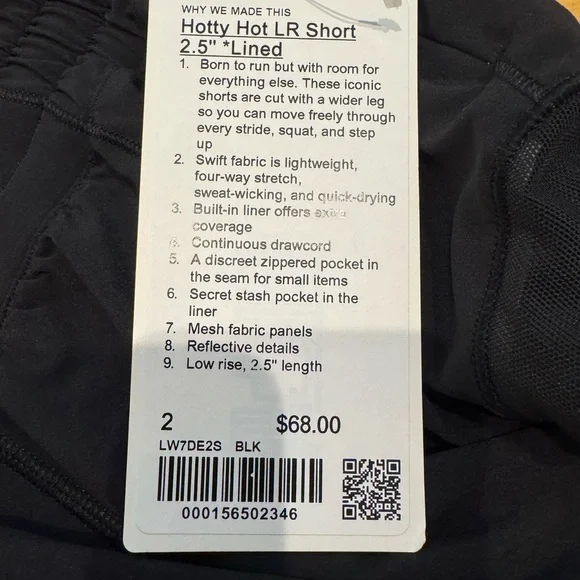 WHY WE MADE THIS
Hotty Hot LR Short
2.5" *Lined
1. Born to run but with room for
everything else. These iconic
shorts are cut with a wider leg
so you can move freely through
every stride, squat, and step
up
2. Swift fabric is lightweight,
four-way stretch,
sweat-wicking, and quick-drying
3. Built-in liner offers extra
coverage
4. Continuous drawcord
5. A discreet zippered pocket in
the seam for small items
6. Secret stash pocket in the
liner
7. Mesh fabric panels
8. Reflective details
9. Low rise, 2.5" length
2 $68.00
LW7DE2S BLK
000156502346